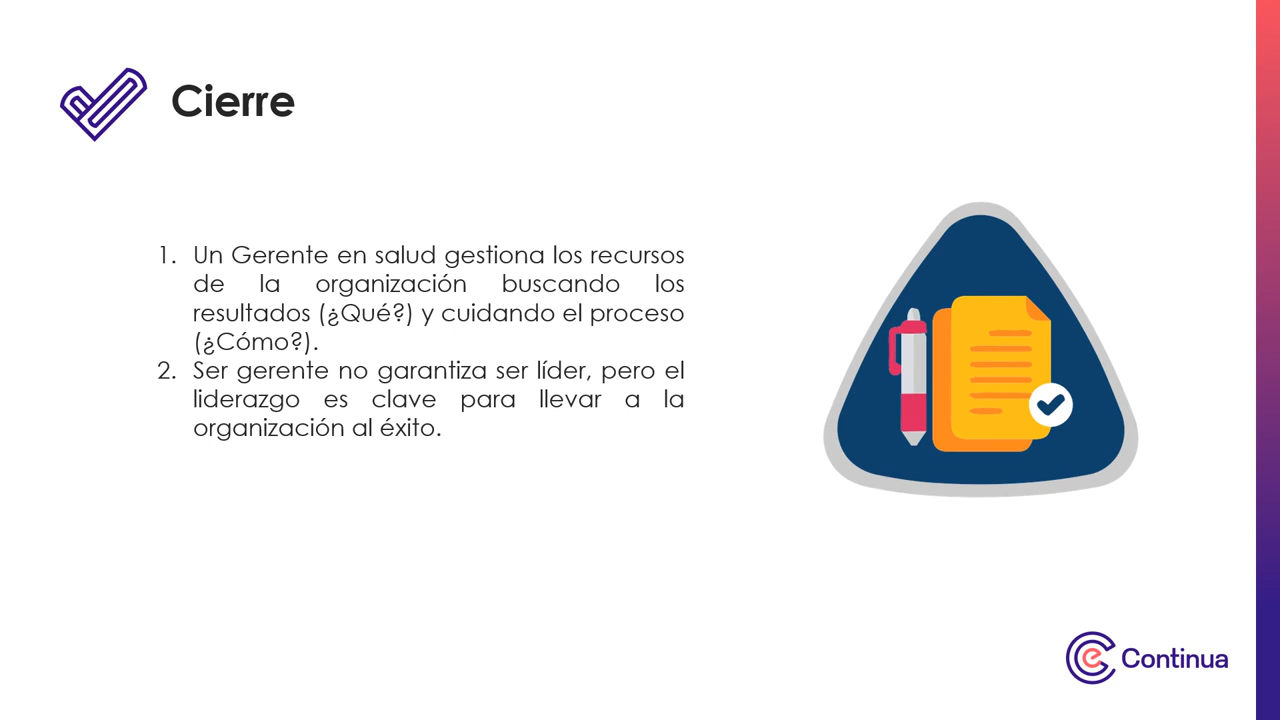 Cierre
1. Un Gerente en salud gestiona los recursos
de la organización buscando los
resultados (¿Qué?) y cuidando el proceso
(¿Cómo?).
2. Ser gerente no garantiza ser líder, pero el
liderazgo es clave para llevar a la
organización al éxito.
e Continua